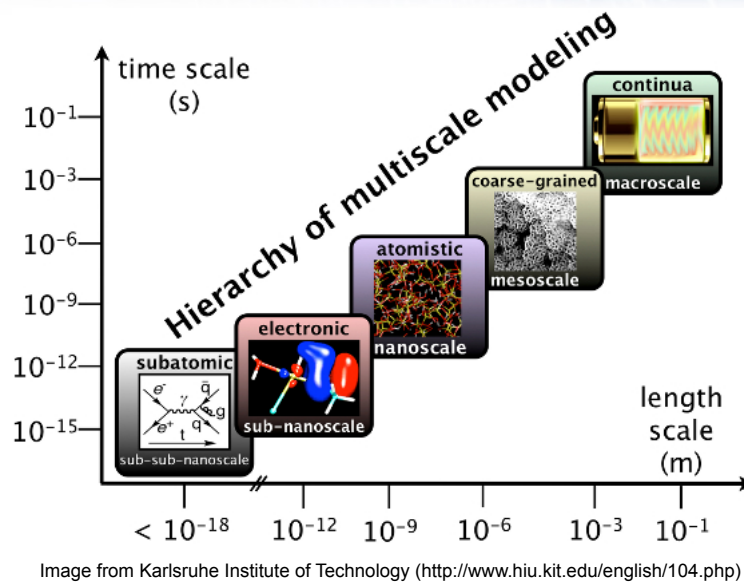 time scale
(s)
Hierarchy of multiscale modeling
10⁻¹
10⁻³
10⁻⁶
10⁻⁹
10⁻¹²
10⁻¹⁵
continua
macroscale
coarse-grained
mesoscale
atomistic
nanoscale
electronic
sub-nanoscale
subatomic
e⁻
γ
q̄
g
e⁺
q
t
sub-sub-nanoscale
length
scale
(m)
< 10⁻¹⁸ 10⁻¹² 10⁻⁹ 10⁻⁶ 10⁻³ 10⁻¹
Image from Karlsruhe Institute of Technology (http://www.hiu.kit.edu/english/104.php)